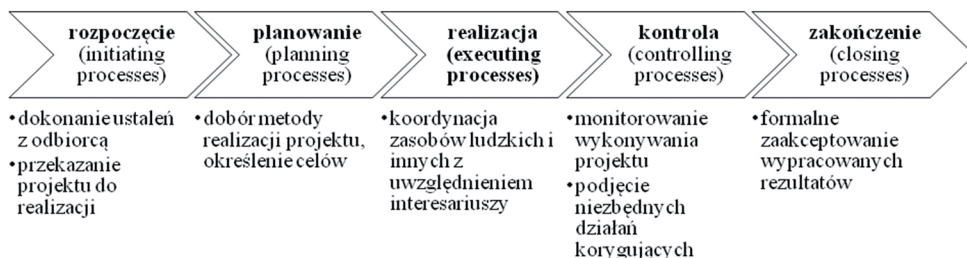 rozpoczęcie
(initiating
processes)
planowanie
(planning
processes)
realizacja
(executing
processes)
kontrola
(controlling
processes)
zakończenie
(closing
processes)
•dokonanie ustaleń
z odbiorcą
•przekazanie
projektu do
realizacji
•dobór metody
realizacji projektu,
określenie celów
•koordynacja
zasobów ludzkich i
innych z
uwzględnieniem
interesariuszy
•monitorowanie
wykonywania
projektu
•podjęcie
niezbędnych
działań
korygujących
•formalne
zaakceptowanie
wypracowanych
rezultatów